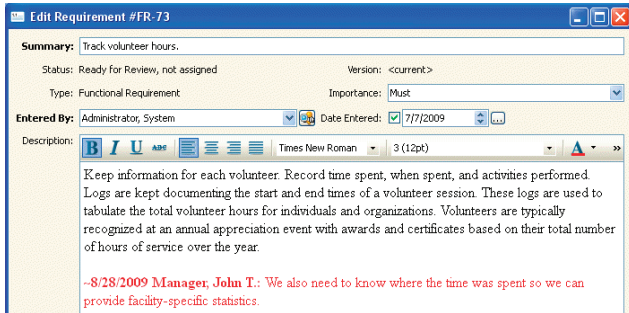 Edit Requirement #FR-73
Summary: Track volunteer hours.
Status: Ready for Review, not assigned Version: <current>
Type: Functional Requirement Importance: Must
Entered By: Administrator, System Date Entered: 7/7/2009 ...
Description: B I U ABC Times New Roman 3 (12pt) A »
Keep information for each volunteer. Record time spent, when spent, and activities performed.
Logs are kept documenting the start and end times of a volunteer session. These logs are used to
tabulate the total volunteer hours for individuals and organizations. Volunteers are typically
recognized at an annual appreciation event with awards and certificates based on their total number
of hours of service over the year.
~8/28/2009 Manager, John T.: We also need to know where the time was spent so we can
provide facility-specific statistics.